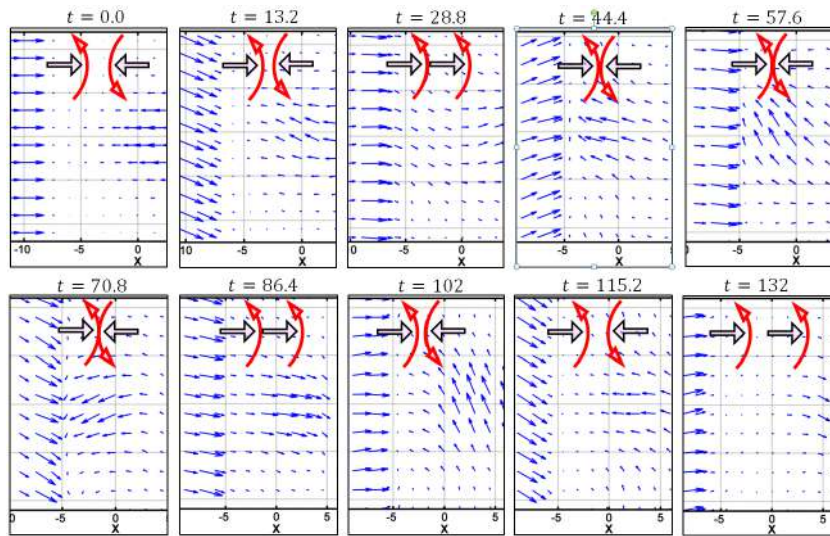 t = 0.0 t = 13.2 t = 28.8 t = 44.4 t = 57.6
-10 -5 0 -10 -5 0 -10 -5 0 -5 0 -5 0
X X X X X
t = 70.8 t = 86.4 t = 102 t = 115.2 t = 132
0 -5 0 -5 0 5 -5 0 5 -5 0 5 -5 0 5
X X X X X